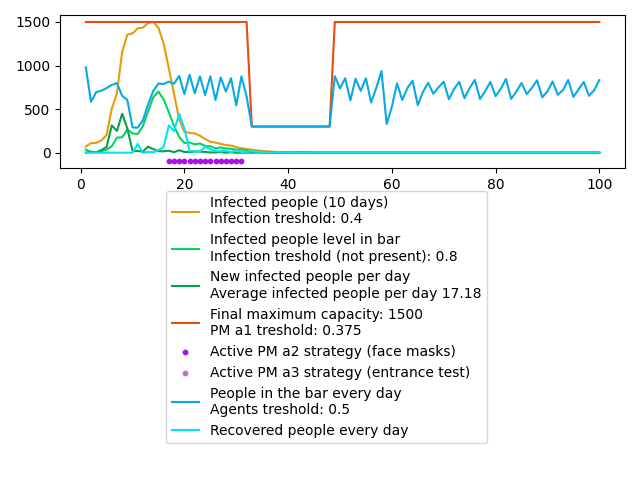 1500
1000
500
0
0 20 40 60 80 100
Infected people (10 days)
Infection treshold: 0.4
Infected people level in bar
Infection treshold (not present): 0.8
New infected people per day
Average infected people per day 17.18
Final maximum capacity: 1500
PM a1 treshold: 0.375
Active PM a2 strategy (face masks)
Active PM a3 strategy (entrance test)
People in the bar every day
Agents treshold: 0.5
Recovered people every day